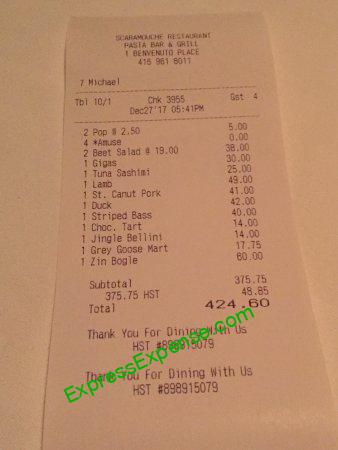 SCARAMOUCHE RESTAURANT
PASTA BAR & GRILL
1 BENVENUTO PLACE
416 961 8011
7 Michael
Tbl 10/1 Chk 3955 Gst 4
Dec27'17 05:41PM
2 Pop @ 2.50 5.00
4 *Amuse 0.00
2 Beet Salad @ 19.00 38.00
1 Gigas 30.00
1 Tuna Sashimi 25.00
1 Lamb 49.00
1 St. Canut Pork 41.00
1 Duck 42.00
1 Striped Bass 40.00
1 Choc. Tart 14.00
1 Jingle Bellini 14.00
1 Grey Goose Mart 17.75
1 Zin Bogle 60.00
Subtotal 375.75
375.75 HST 48.85
Total 424.60
Thank You For Dining With Us
HST #898915079
ExpressExpense.com
Thank You For Dining With Us
HST #898915079